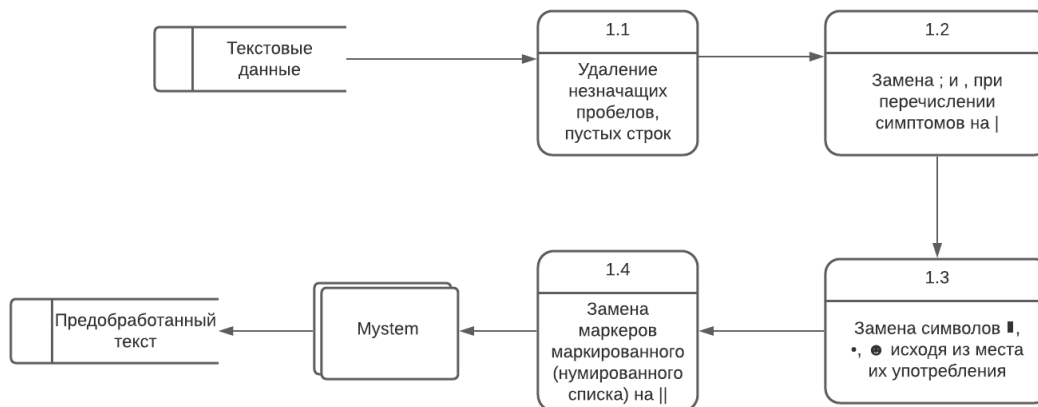 Текстовые
данные
1.1
Удаление
незначащих
пробелов,
пустых строк
1.2
Замена ; и , при
перечислении
симптомов на |
1.3
Замена символов ▮,
•, ☻ исходя из места
их употребления
1.4
Замена
маркеров
маркированного
(нумированного
списка) на ||
Mystem
Предобработанный
текст